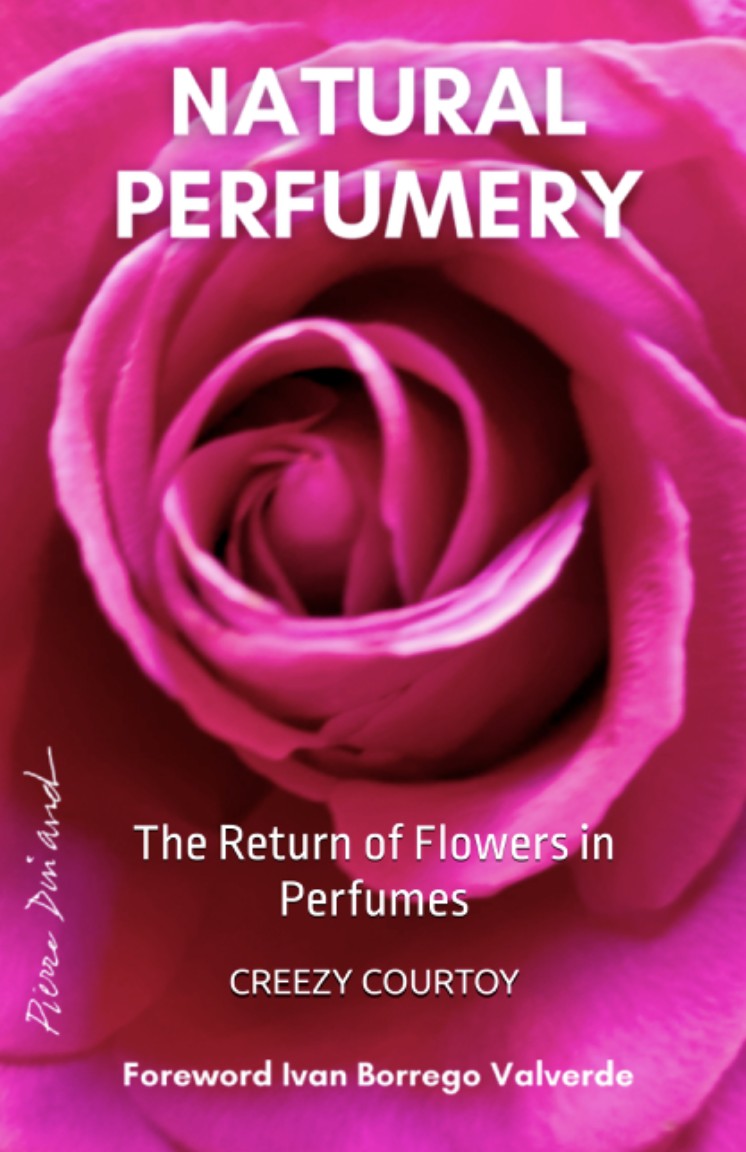 NATURAL
PERFUMERY
The Return of Flowers in
Perfumes
CREEZY COURTOY
Foreword Ivan Borrego Valverde
Pierre Dinand